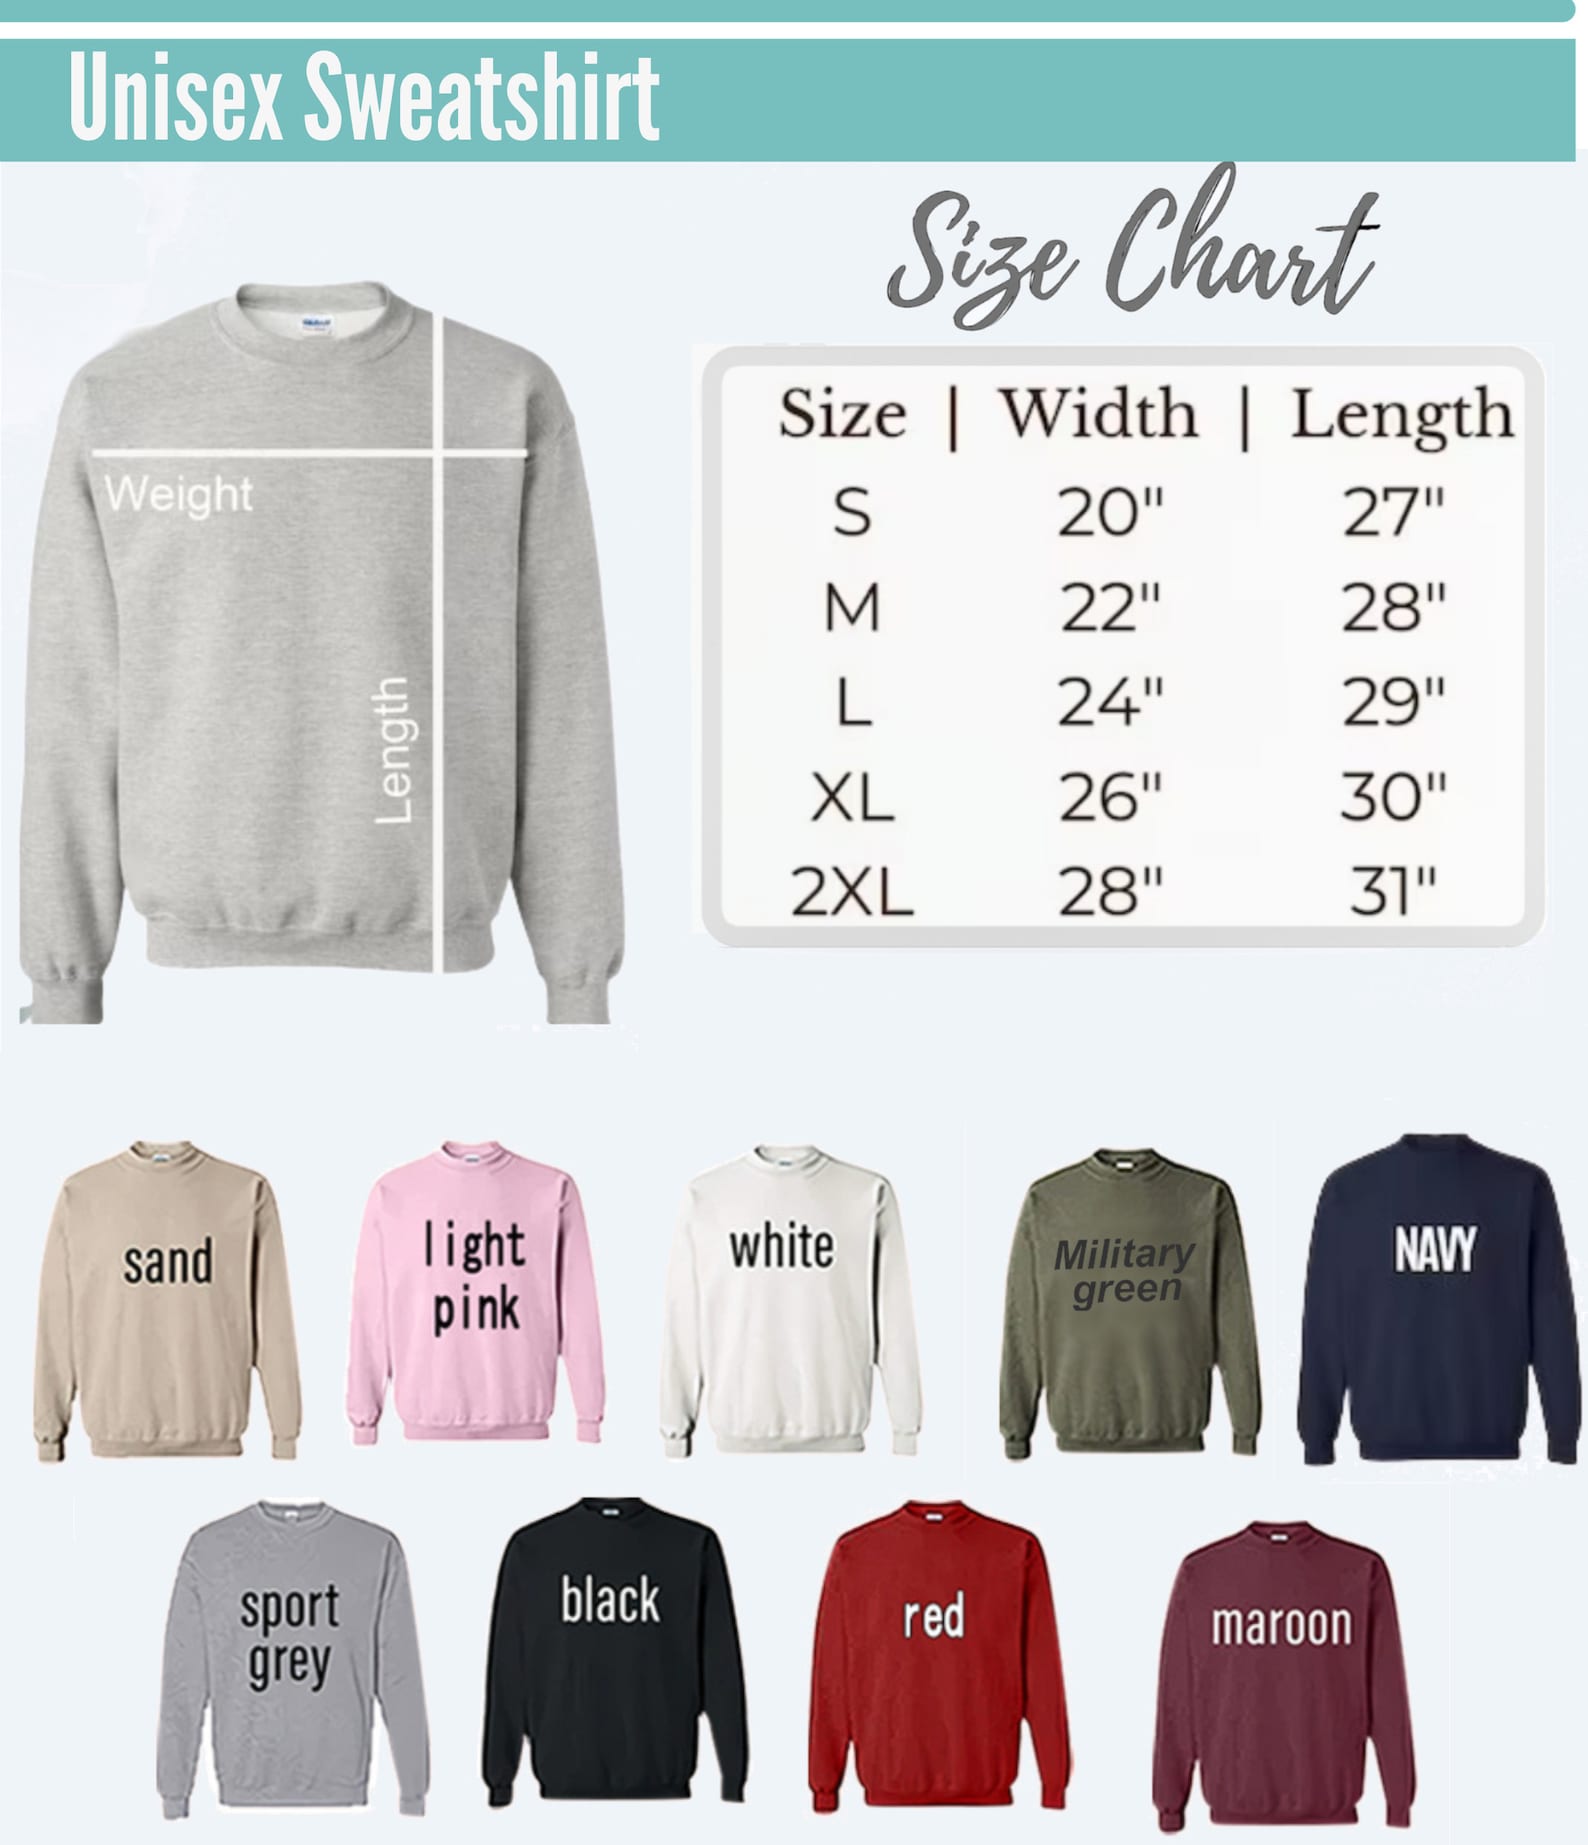 Unisex Sweatshirt
Size Chart
Weight
Length
Size | Width | Length
S 20" 27"
M 22" 28"
L 24" 29"
XL 26" 30"
2XL 28" 31"
sand
light
pink
white
Military
green
NAVY
sport
grey
black
red
maroon